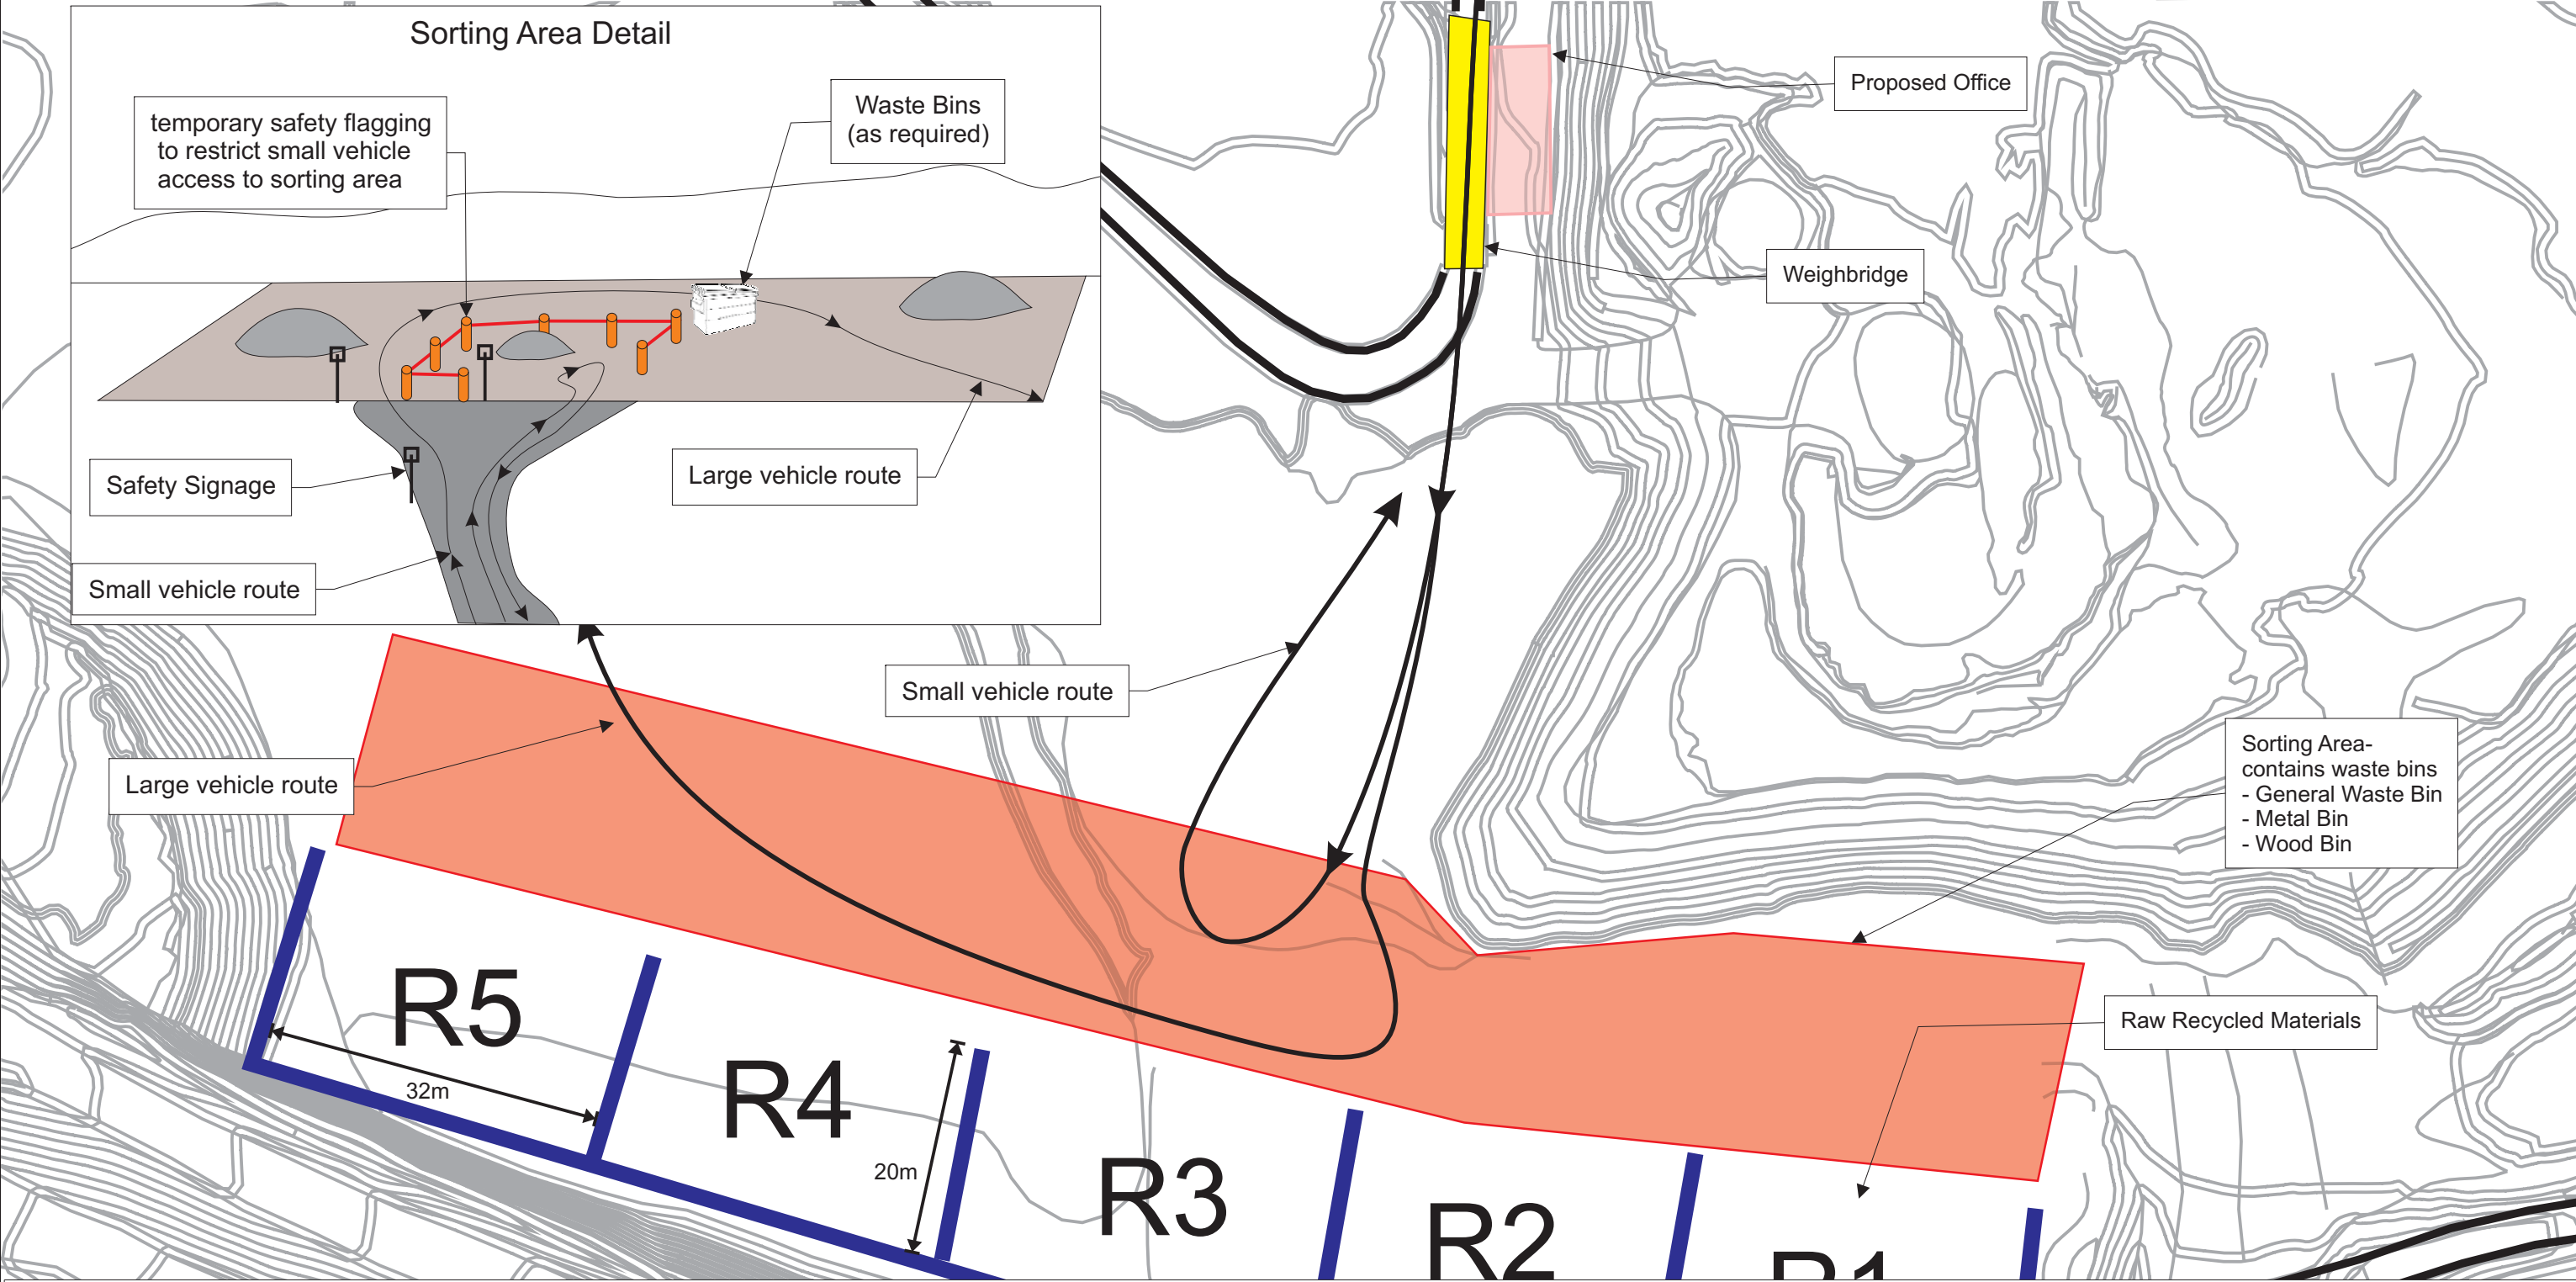 Sorting Area Detail
temporary safety flagging
to restrict small vehicle
access to sorting area
Waste Bins
(as required)
Safety Signage
Large vehicle route
Small vehicle route
Proposed Office
Weighbridge
Small vehicle route
Large vehicle route
Sorting Area-
contains waste bins
- General Waste Bin
- Metal Bin
- Wood Bin
Raw Recycled Materials
R5
32m
R4
20m
R3
R2
R1